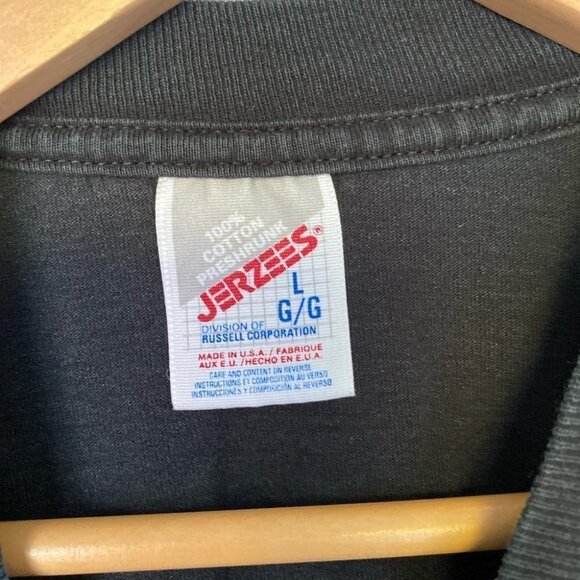 100%
COTTON
PRESHRUNK
JERZEES®
L
G/G
DIVISION OF
RUSSELL CORPORATION
MADE IN U.S.A./FABRIQUE
AUX E.U./HECHO EN E.U.A.
CARE AND CONTENT ON REVERSE
INSTRUCTIONS ET COMPOSITION AU VERSO
INSTRUCCIONES Y COMPOSICIÓN AL REVERSO